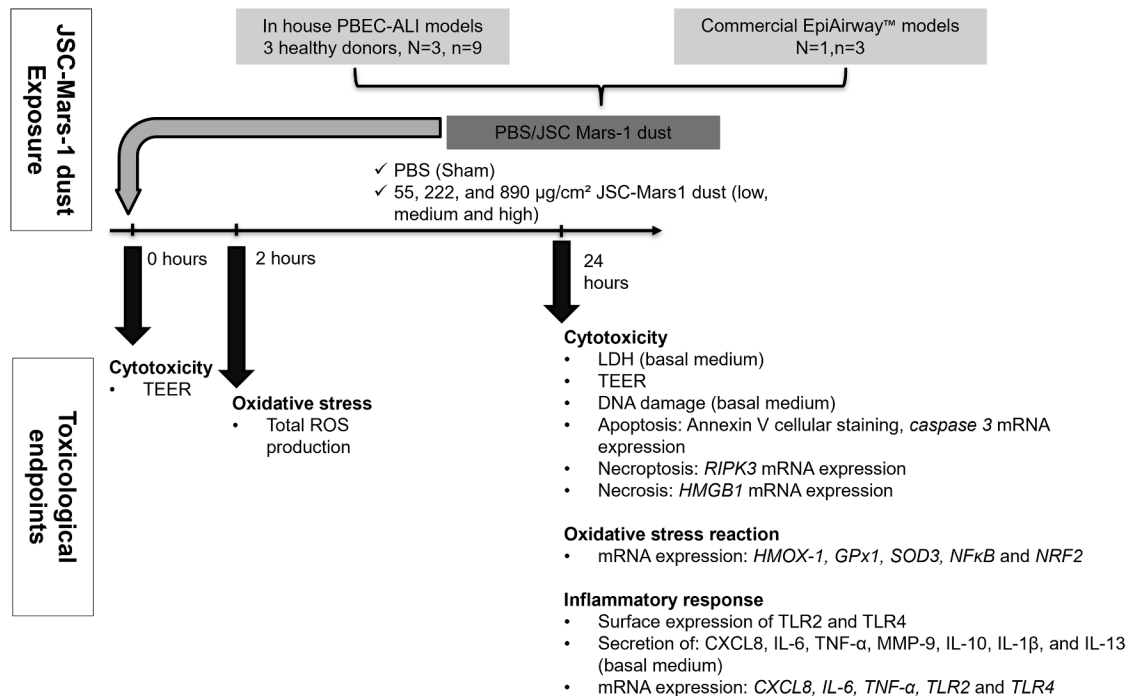 JSC-Mars-1 dust
Exposure
In house PBEC-ALI models
3 healthy donors, N=3, n=9
Commercial EpiAirway™ models
N=1,n=3
PBS/JSC Mars-1 dust
✓ PBS (Sham)
✓ 55, 222, and 890 µg/cm² JSC-Mars1 dust (low,
medium and high)
0 hours
2 hours
24
hours
Toxicological
endpoints
Cytotoxicity
• TEER
Oxidative stress
• Total ROS
production
Cytotoxicity
• LDH (basal medium)
• TEER
• DNA damage (basal medium)
• Apoptosis: Annexin V cellular staining, caspase 3 mRNA
expression
• Necroptosis: RIPK3 mRNA expression
• Necrosis: HMGB1 mRNA expression
Oxidative stress reaction
• mRNA expression: HMOX-1, GPx1, SOD3, NFκB and NRF2
Inflammatory response
• Surface expression of TLR2 and TLR4
• Secretion of: CXCL8, IL-6, TNF-α, MMP-9, IL-10, IL-1β, and IL-13
(basal medium)
• mRNA expression: CXCL8, IL-6, TNF-α, TLR2 and TLR4